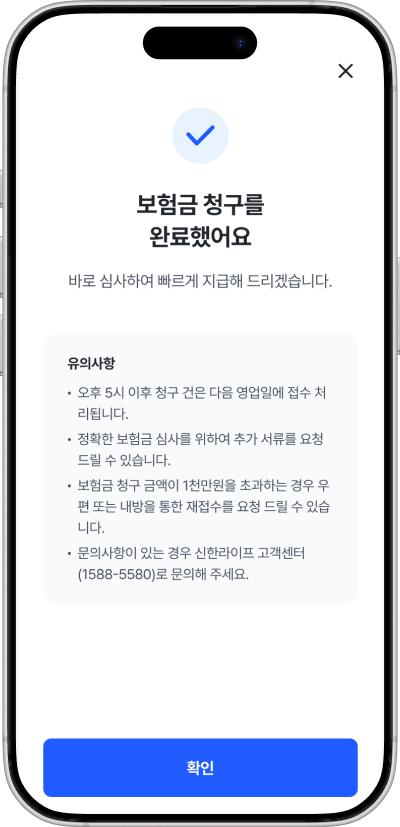 보험금 청구를
완료했어요
바로 심사하여 빠르게 지급해 드리겠습니다.
유의사항
• 오후 5시 이후 청구 건은 다음 영업일에 접수 처
리됩니다.
• 정확한 보험금 심사를 위하여 추가 서류를 요청
드릴 수 있습니다.
• 보험금 청구 금액이 1천만원을 초과하는 경우 우
편 또는 내방을 통한 재접수를 요청 드릴 수 있습
니다.
• 문의사항이 있는 경우 신한라이프 고객센터
(1588-5580)로 문의해 주세요.
확인